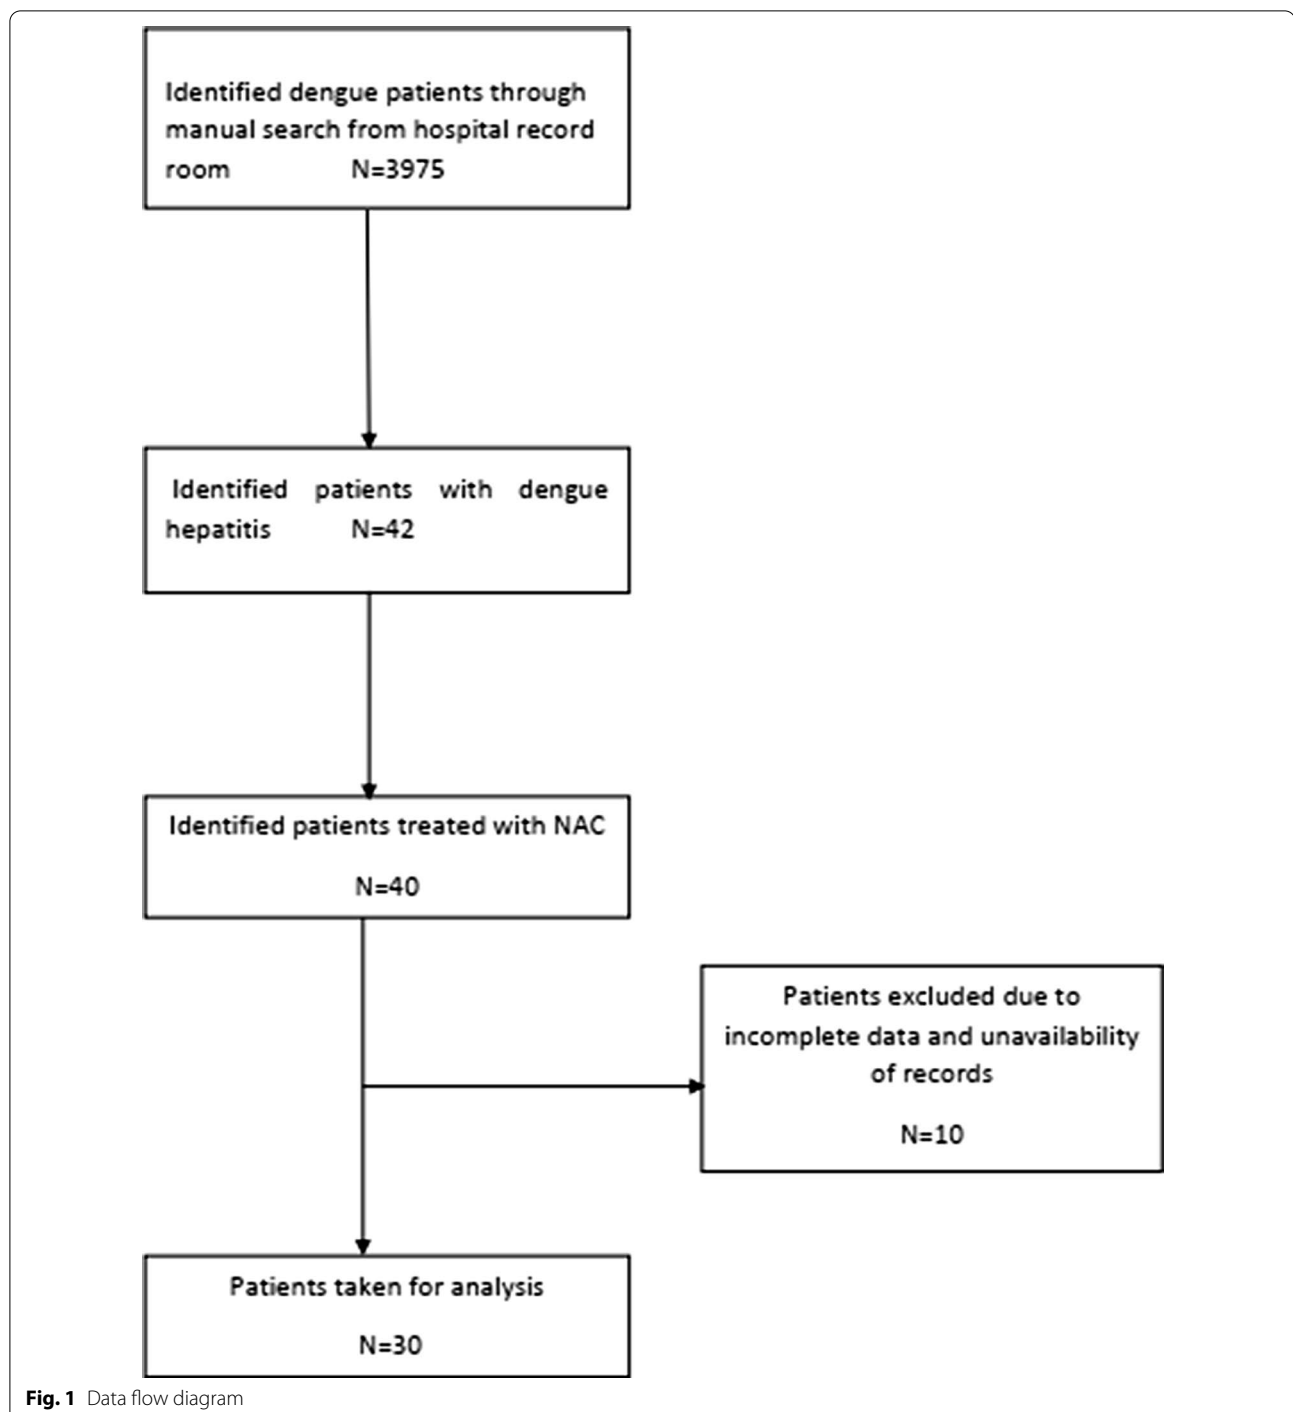 Identified dengue patients through
manual search from hospital record
room N=3975
Identified patients with dengue
hepatitis N=42
Identified patients treated with NAC
N=40
Patients excluded due to
incomplete data and unavailability
of records
N=10
Patients taken for analysis
N=30
Fig. 1 Data flow diagram